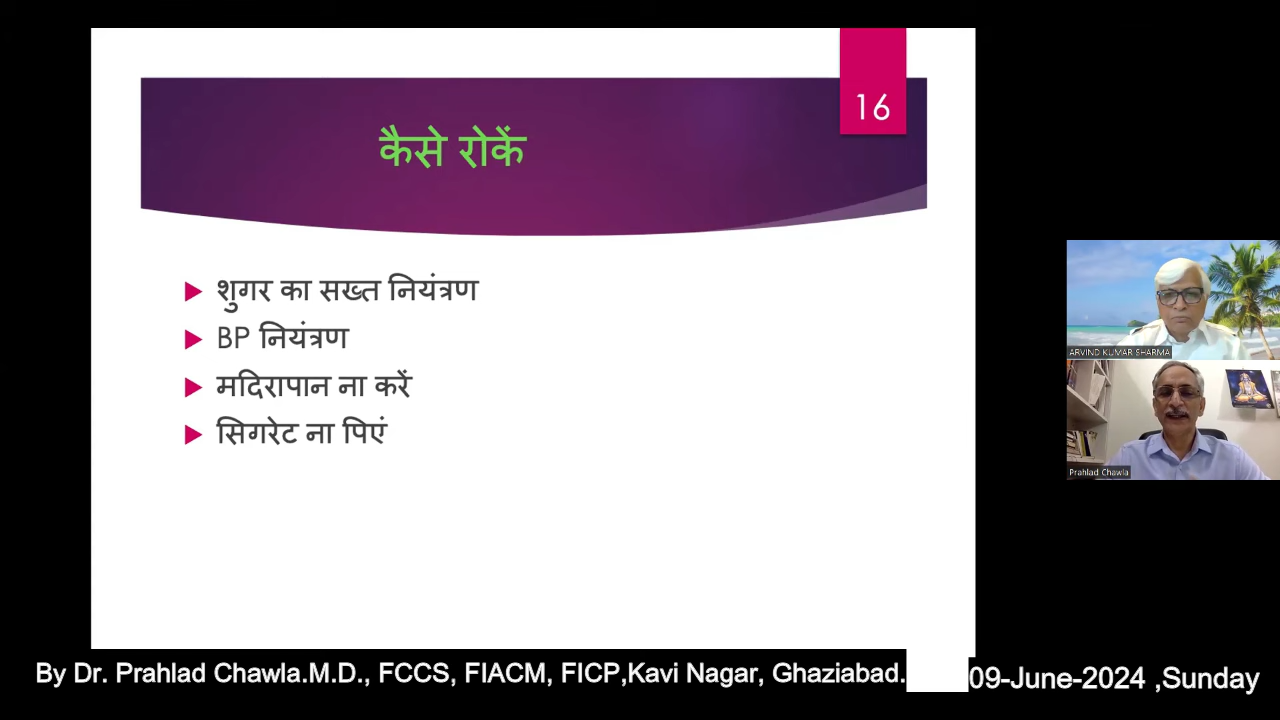 16
कैसे रोकें
शुगर का सख्त नियंत्रण
BP नियंत्रण
मदिरापान ना करें
सिगरेट ना पिएं
ARVIND KUMAR SHARMA
Prahlad Chawla
By Dr. Prahlad Chawla.M.D., FCCS, FIACM, FICP,Kavi Nagar, Ghaziabad.
09-June-2024 ,Sunday